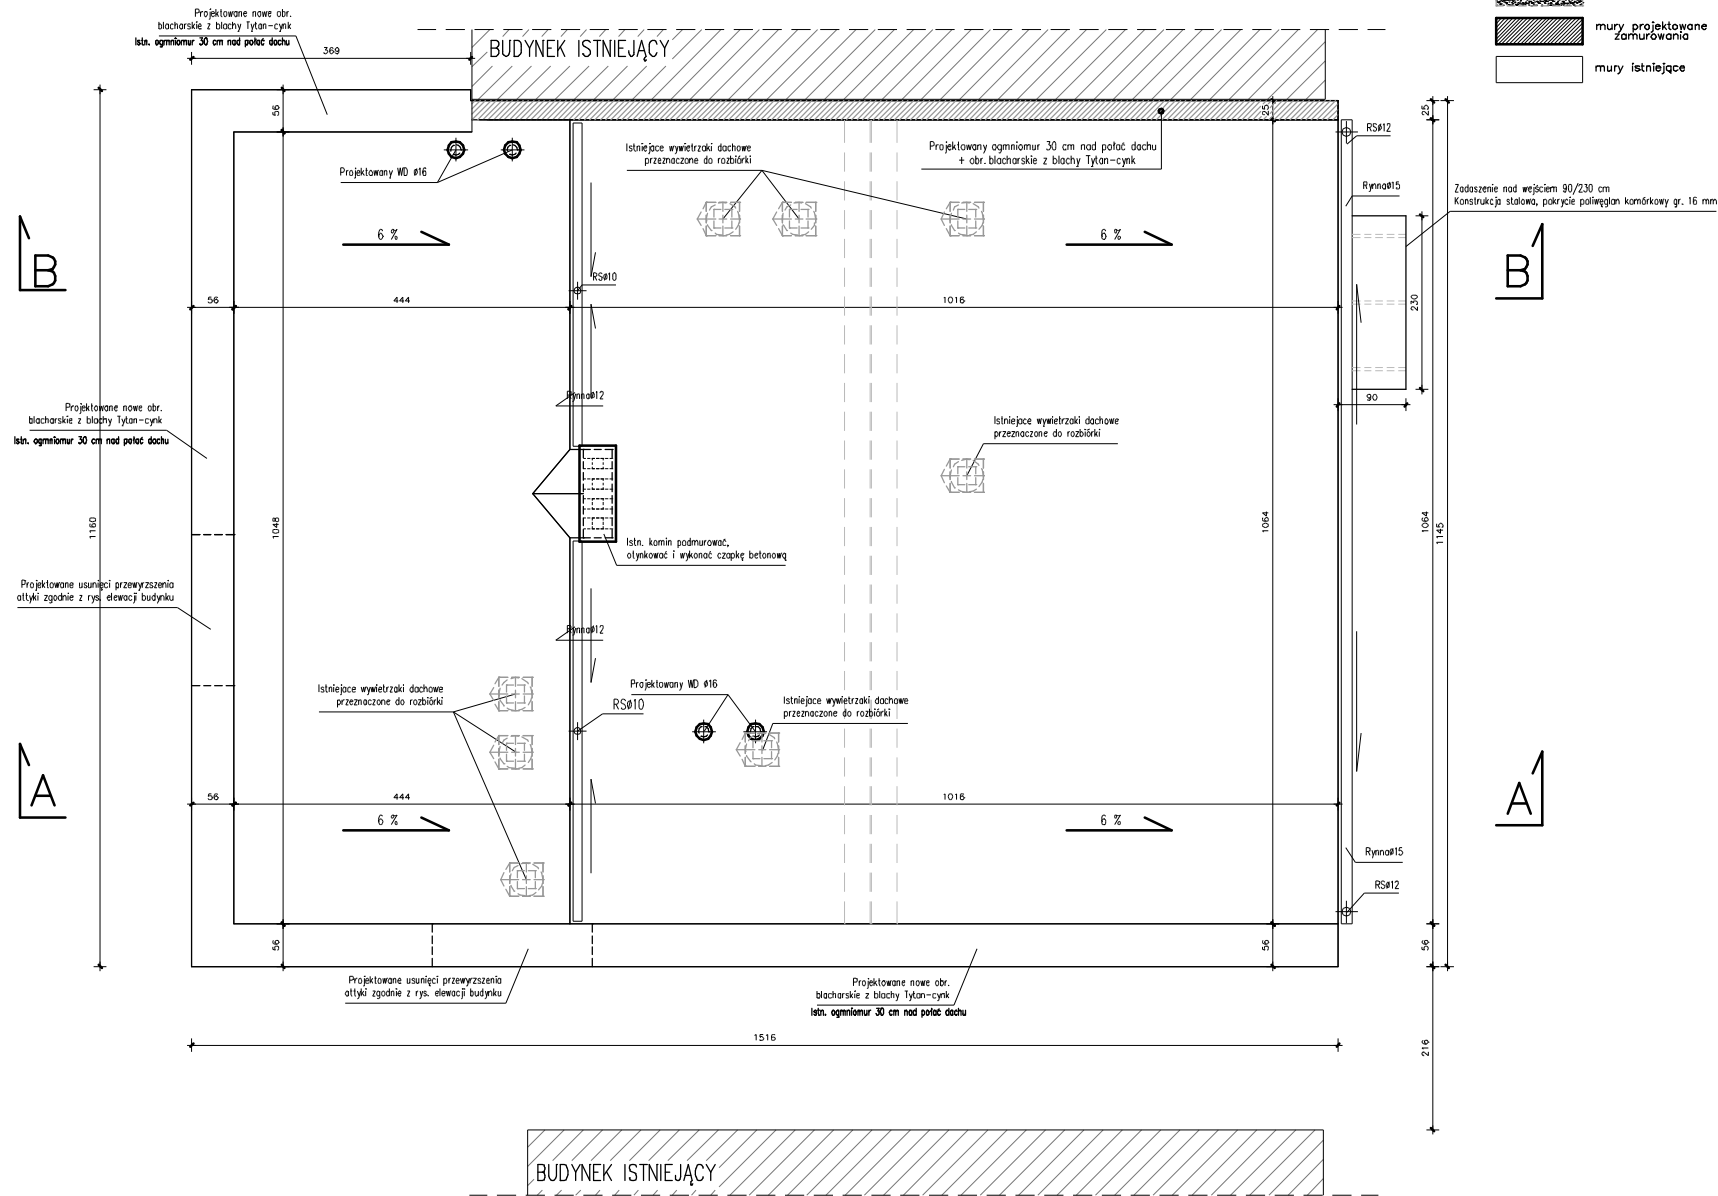 Projektowane nowe obr.
blacharskie z blachy Tytan-cynk
Istn. ogmniomur 30 cm nad połać dachu
369
BUDYNEK ISTNIEJĄCY
mury projektowane
zamurowania
mury istniejące
56
25
25
RSø12
Projektowany WD ø16
Istniejace wywietrzaki dachowe
przeznaczone do rozbiórki
Projektowany ogmniomur 30 cm nad połać dachu
+ obr. blacharskie z blachy Tytan-cynk
Rynnaø15
Zadaszenie nad wejściem 90/230 cm
Konstrukcja stalowa, pokrycie poliwęglan komórkowy gr. 16 mm
6 %
6 %
B
B
RSø10
56
444
1016
230
Rynnaø12
90
Projektowane nowe obr.
blacharskie z blachy Tytan-cynk
Istn. ogmniomur 30 cm nad połać dachu
Istniejace wywietrzaki dachowe
przeznaczone do rozbiórki
1160
1048
1064
1064
1145
Istn. komin podmurować,
otynkować i wykonać czapkę betonową
Projektowane usunięci przewyrzszenia
attyki zgodnie z rys. elewacji budynku
Rynnaø12
Istniejace wywietrzaki dachowe
przeznaczone do rozbiórki
Projektowany WD ø16
RSø10
Istniejace wywietrzaki dachowe
przeznaczone do rozbiórki
A
A
56
444
1016
6 %
6 %
Rynnaø15
RSø12
56
56
56
Projektowane usunięci przewyrzszenia
attyki zgodnie z rys. elewacji budynku
Projektowane nowe obr.
blacharskie z blachy Tytan-cynk
Istn. ogmniomur 30 cm nad połać dachu
1516
216
BUDYNEK ISTNIEJĄCY